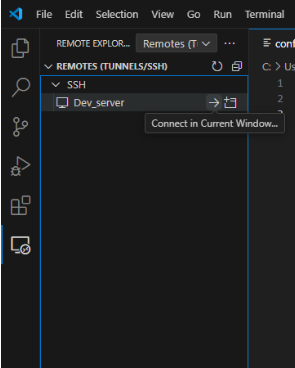 File Edit Selection View Go Run Terminal
REMOTE EXPLOR... Remotes (T ...
conf
REMOTES (TUNNELS/SSH)
C: > Us
SSH
1
Dev_server
2
Connect in Current Window...